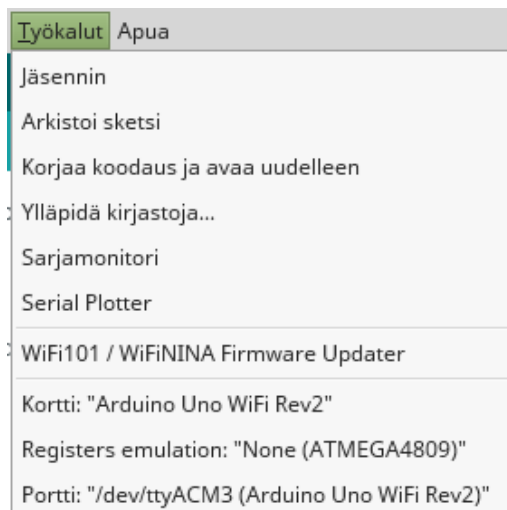 Työkalut Apua
Jäsennin
Arkistoi sketsi
Korjaa koodaus ja avaa uudelleen
Ylläpidä kirjastoja...
Sarjamonitori
Serial Plotter
WiFi101 / WiFiNINA Firmware Updater
Kortti: "Arduino Uno WiFi Rev2"
Registers emulation: "None (ATMEGA4809)"
Portti: "/dev/ttyACM3 (Arduino Uno WiFi Rev2)"